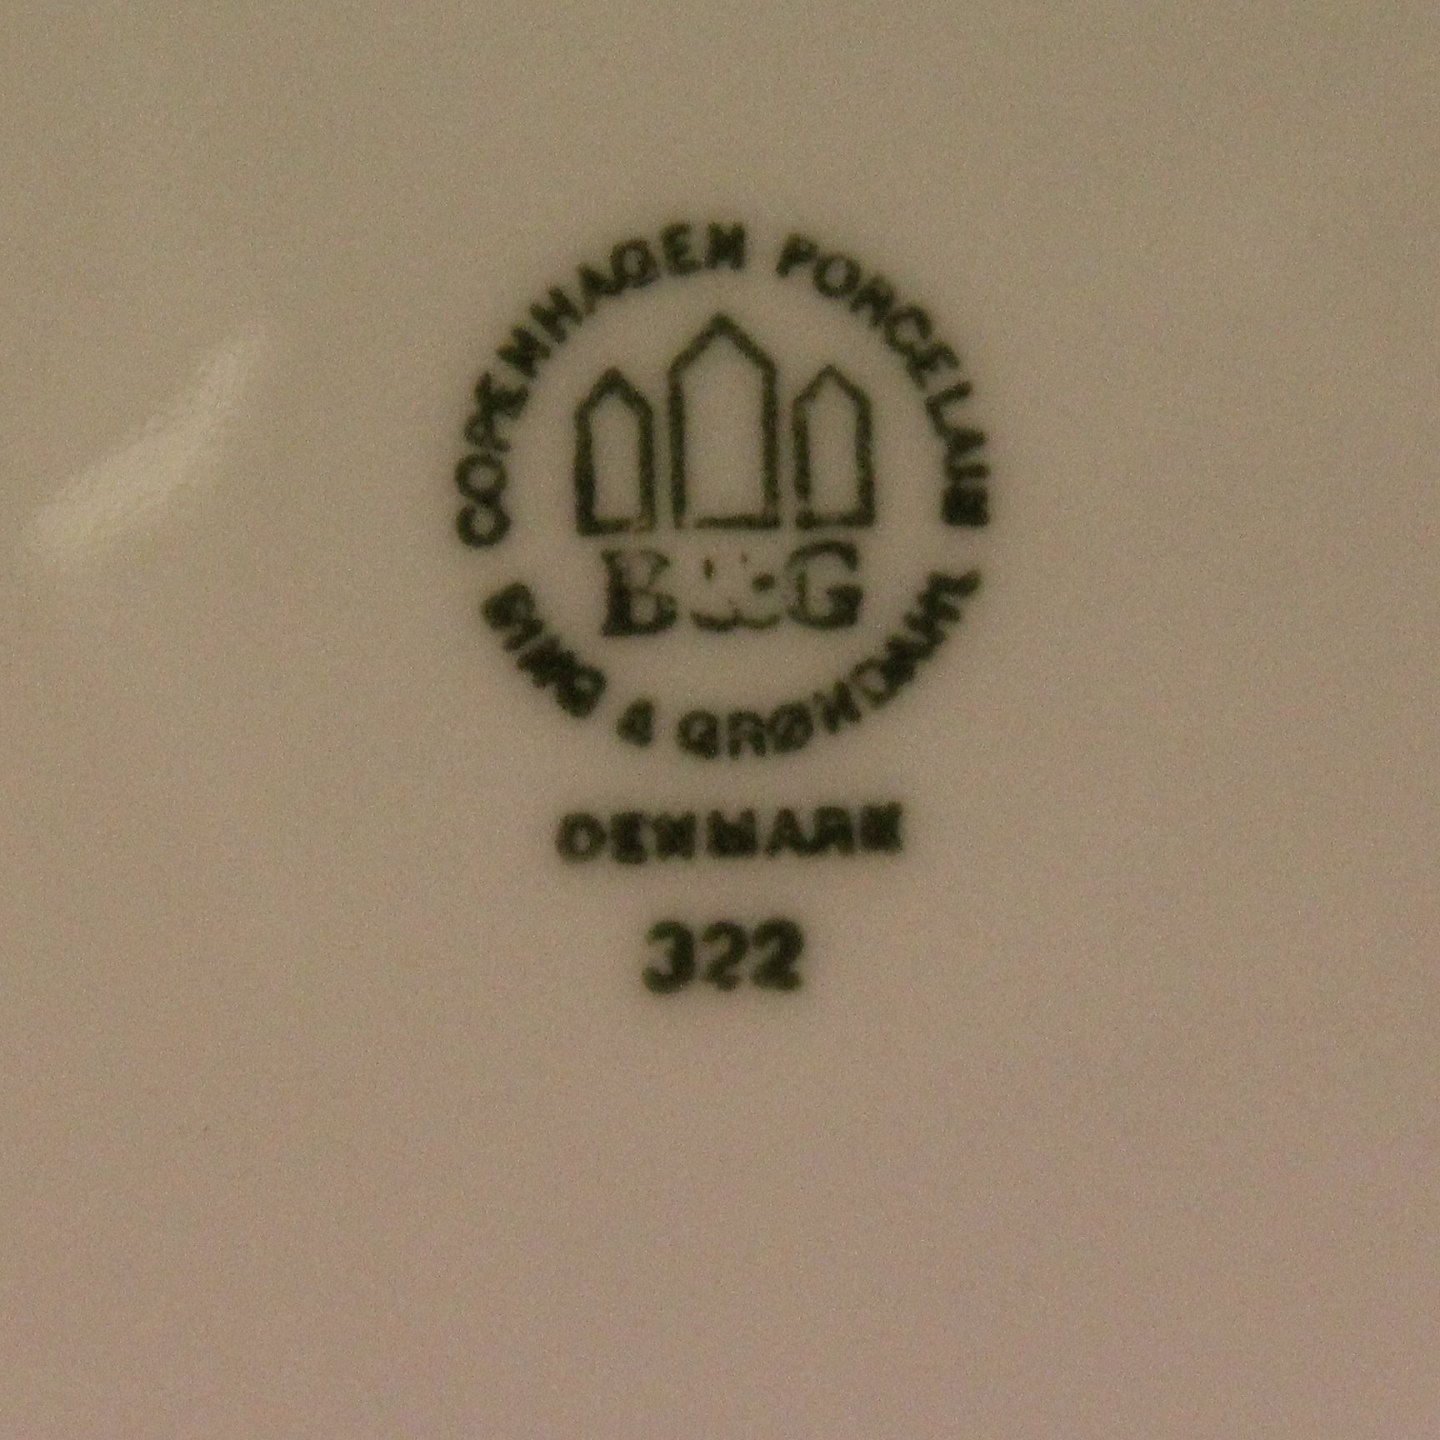 COPENHAGEN PORCELAIN
B&G
BING & GRØNDAHL
DENMARK
322